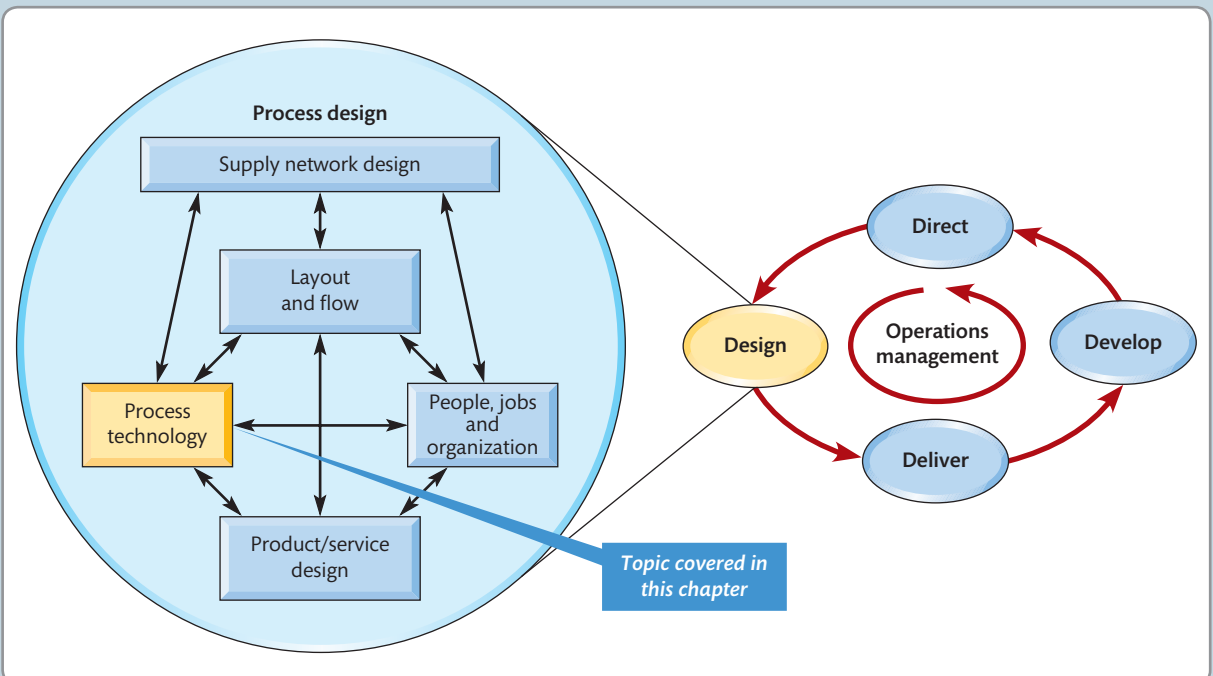 Process design
Supply network design
Layout
and flow
Process
technology
People, jobs
and
organization
Product/service
design
Topic covered in
this chapter
Direct
Design
Operations
management
Develop
Deliver